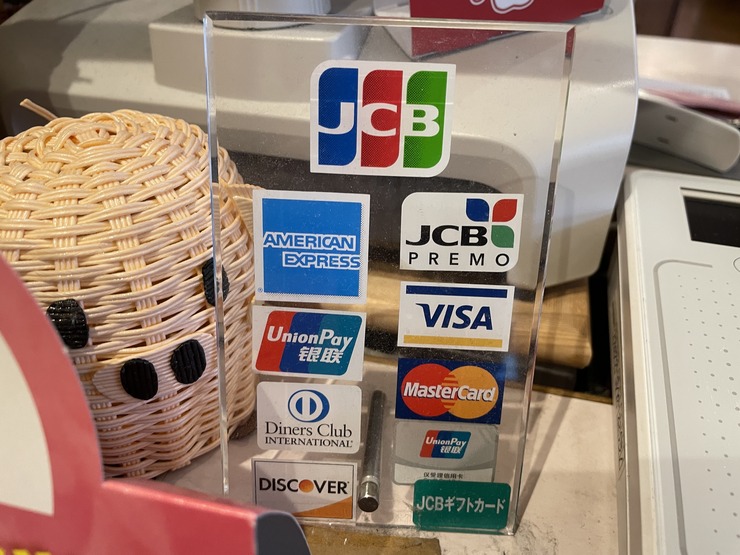 JCB
AMERICAN
EXPRESS
JCB
PREMO
UnionPay
银联
VISA
Diners Club
INTERNATIONAL
MasterCard
UnionPay
银联
DISCOVER
JCBギフトカード